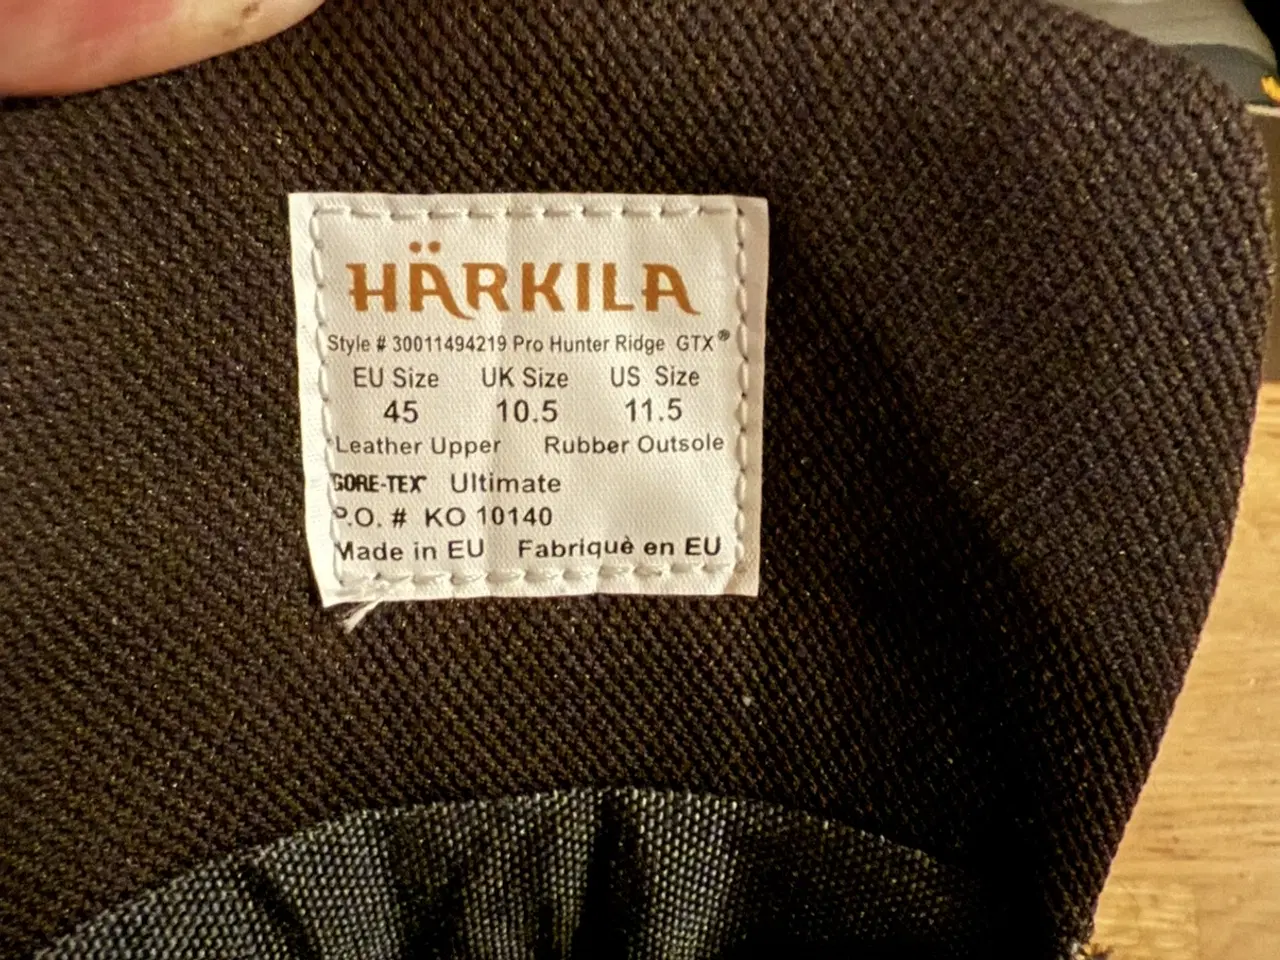 HÄRKILA
Style # 30011494219 Pro Hunter Ridge GTX®
EU Size UK Size US Size
45 10.5 11.5
Leather Upper Rubber Outsole
GORE-TEX Ultimate
P.O. # KO 10140
Made in EU Fabriquè en EU